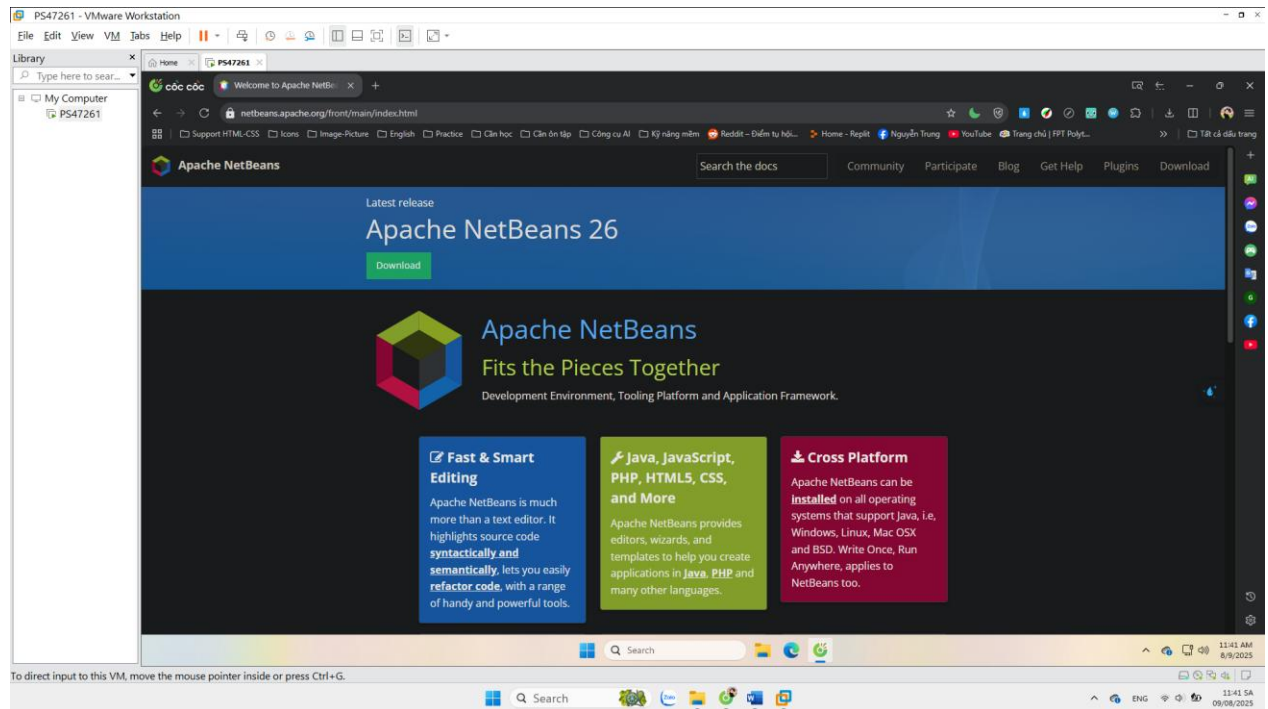 PS47261 - VMware Workstation
File Edit View VM Tabs Help
Library
Home
PS47261
Type here to sear...
My Computer
PS47261
cốc cốc
Welcome to Apache NetBe
netbeans.apache.org/front/main/index.html
Support HTML-CSS Icons Image-Picture English Practice Cần học Cần ôn tập Công cụ AI Kỹ năng mềm Reddit – Điểm tụ hội... Home - Replit Nguyễn Trung YouTube Trang chủ | FPT Polyt... Tất cả dấu trang
Apache NetBeans
Search the docs
Community Participate Blog Get Help Plugins Download
Latest release
Apache NetBeans 26
Download
Apache NetBeans
Fits the Pieces Together
Development Environment, Tooling Platform and Application Framework.
Fast & Smart
Editing
Apache NetBeans is much
more than a text editor. It
highlights source code
syntactically and
semantically, lets you easily
refactor code, with a range
of handy and powerful tools.
Java, JavaScript,
PHP, HTML5, CSS,
and More
Apache NetBeans provides
editors, wizards, and
templates to help you create
applications in Java, PHP and
many other languages.
Cross Platform
Apache NetBeans can be
installed on all operating
systems that support Java, i.e,
Windows, Linux, Mac OSX
and BSD. Write Once, Run
Anywhere, applies to
NetBeans too.
Search
11:41 AM
8/9/2025
To direct input to this VM, move the mouse pointer inside or press Ctrl+G.
Search
ENG
11:41 SA
09/08/2025